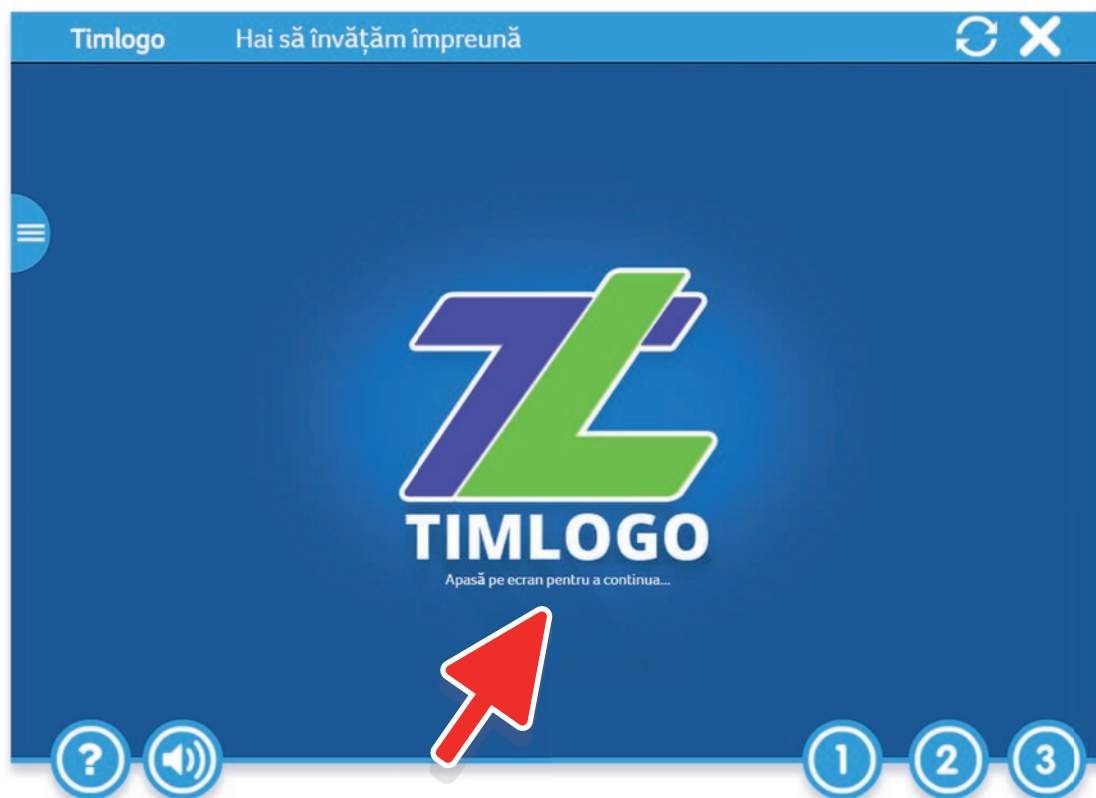 Timlogo Hai să învățăm împreună
TIMLOGO
Apasă pe ecran pentru a continua...
?
1 2 3